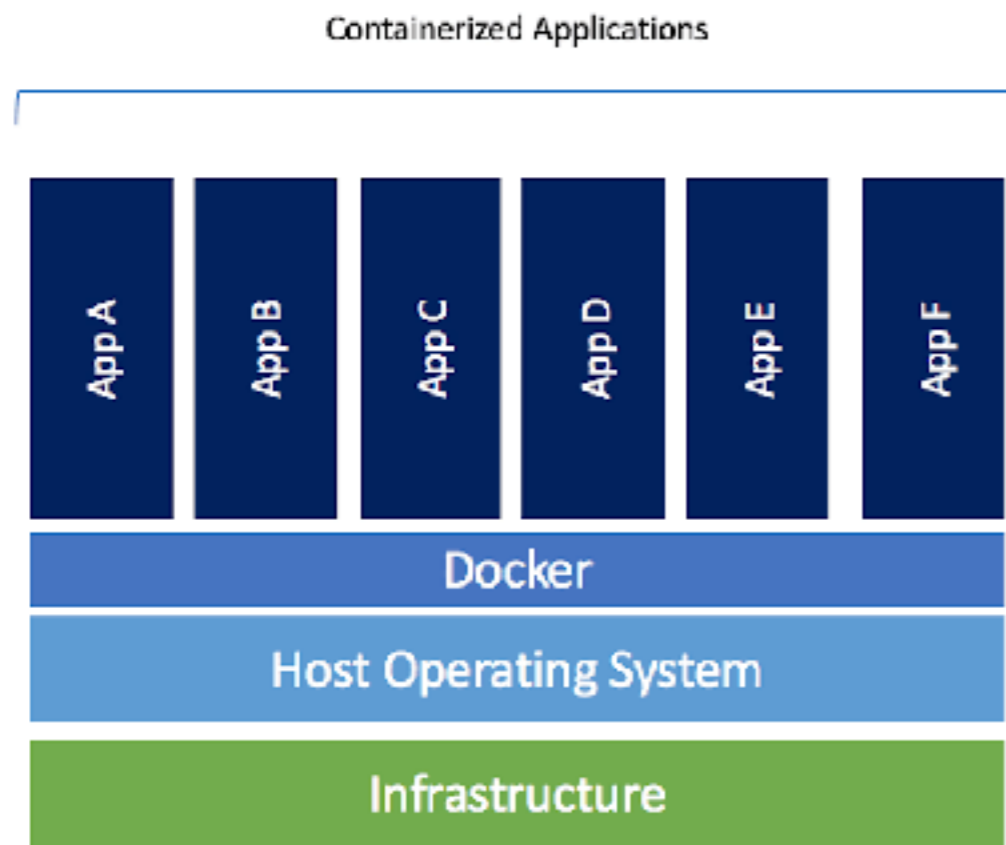 Containerized Applications
App A
App B
App C
App D
App E
App F
Docker
Host Operating System
Infrastructure